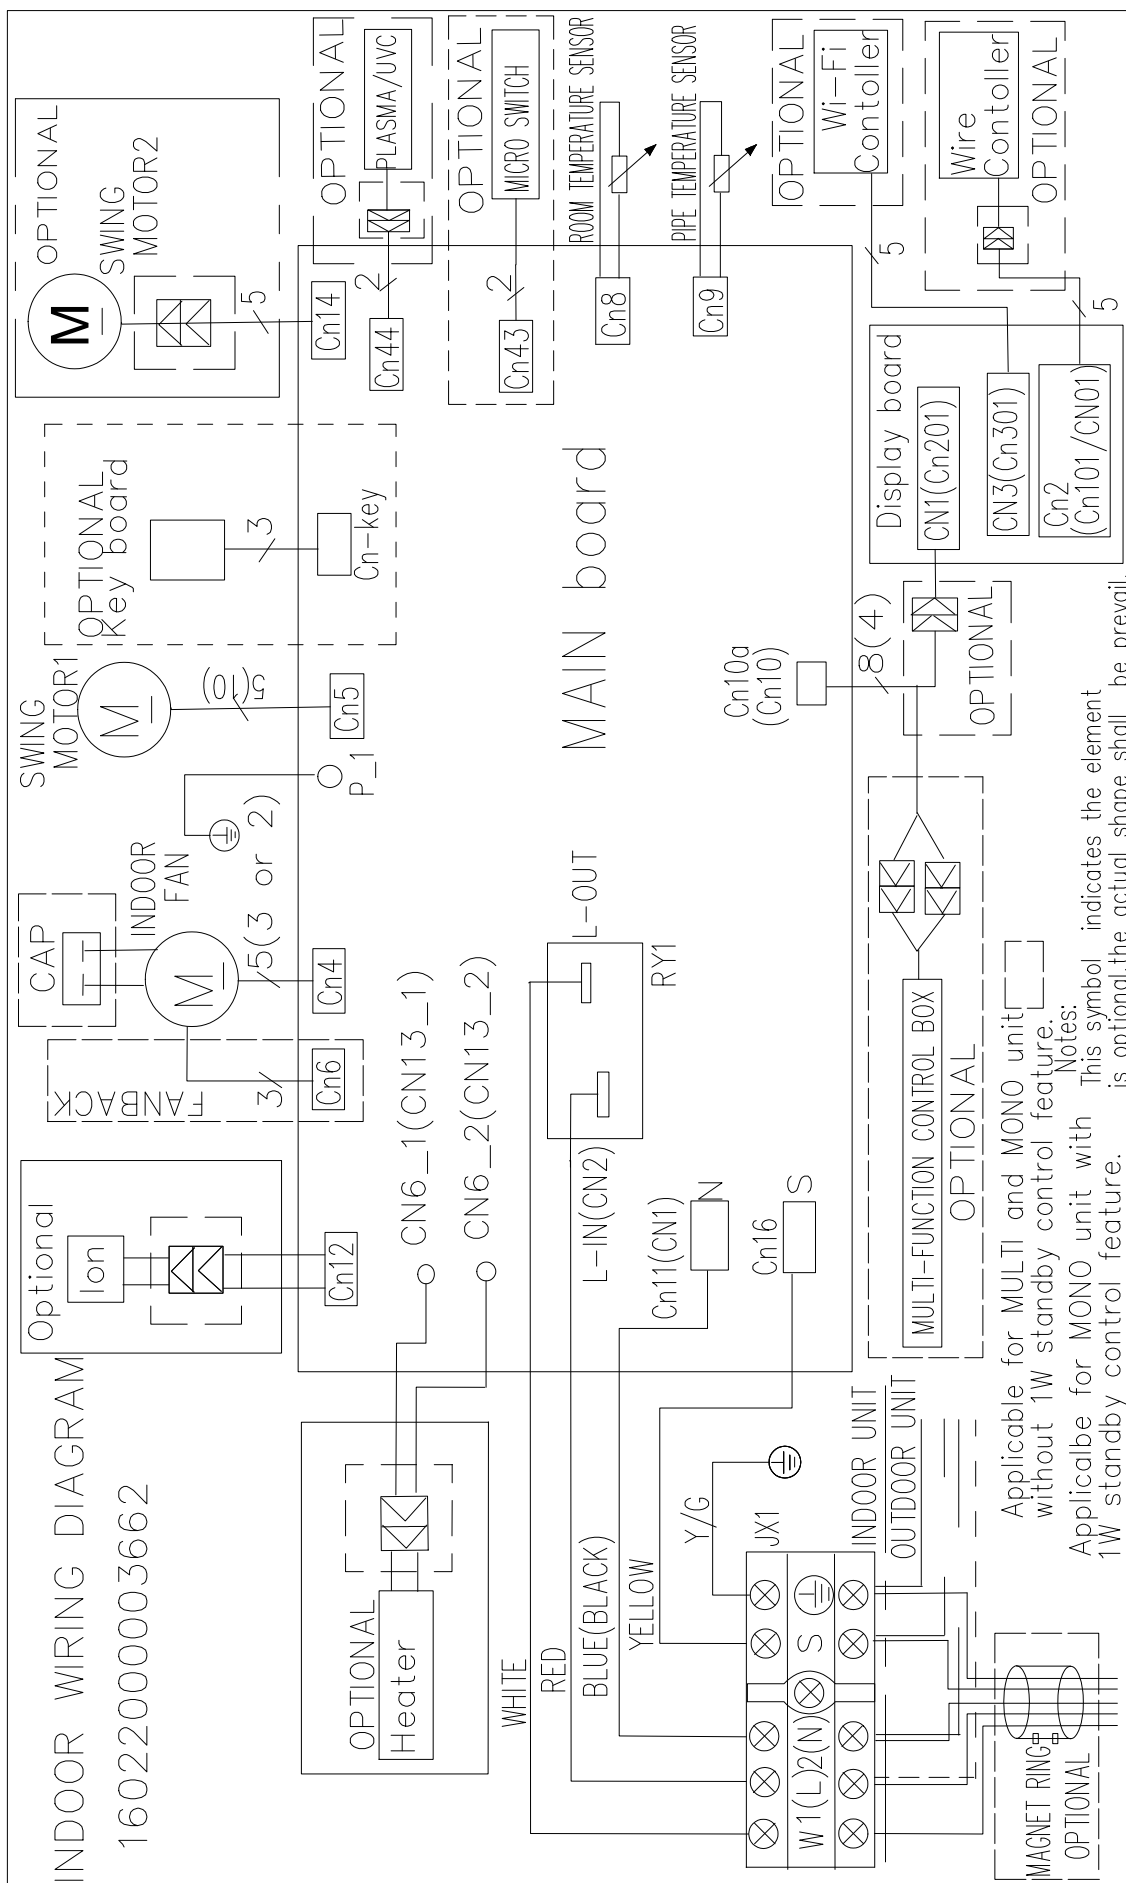 INDOOR WIRING DIAGRAM
16022000003662
Optional
Ion
Cn12
FANBACK
3
Cn6
CAP
INDOOR
FAN
M
5(3 or 2)
Cn4
P_1
SWING
MOTOR1
M
5(10)
Cn5
OPTIONAL
Key board
3
Cn-key
OPTIONAL
SWING
MOTOR2
M
5
Cn14
OPTIONAL
PLASMA/UVC
2
Cn44
OPTIONAL
MICRO SWITCH
2
Cn43
ROOM TEMPERATURE SENSOR
Cn8
PIPE TEMPERATURE SENSOR
Cn9
OPTIONAL
Wi-Fi
Contoller
5
Wire
Contoller
OPTIONAL
5
Display board
CN1(Cn201)
CN3(Cn301)
Cn2
(Cn101/CN01)
MAIN board
Cn10a
(Cn10)
8(4)
OPTIONAL
CN6_1(CN13_1)
CN6_2(CN13_2)
L-OUT
RY1
L-IN(CN2)
Cn11(CN1)
N
Cn16
S
MULTI-FUNCTION CONTROL BOX
OPTIONAL
OPTIONAL
Heater
WHITE
RED
BLUE(BLACK)
YELLOW
Y/G
JX1
W 1(L) 2(N) S
INDOOR UNIT
OUTDOOR UNIT
MAGNET RING
OPTIONAL
Applicable for MULTI and MONO unit
without 1W standby control feature.
Applicalbe for MONO unit with
1W standby control feature.
Notes:
This symbol indicates the element
is optional,the actual shape shall be prevail.